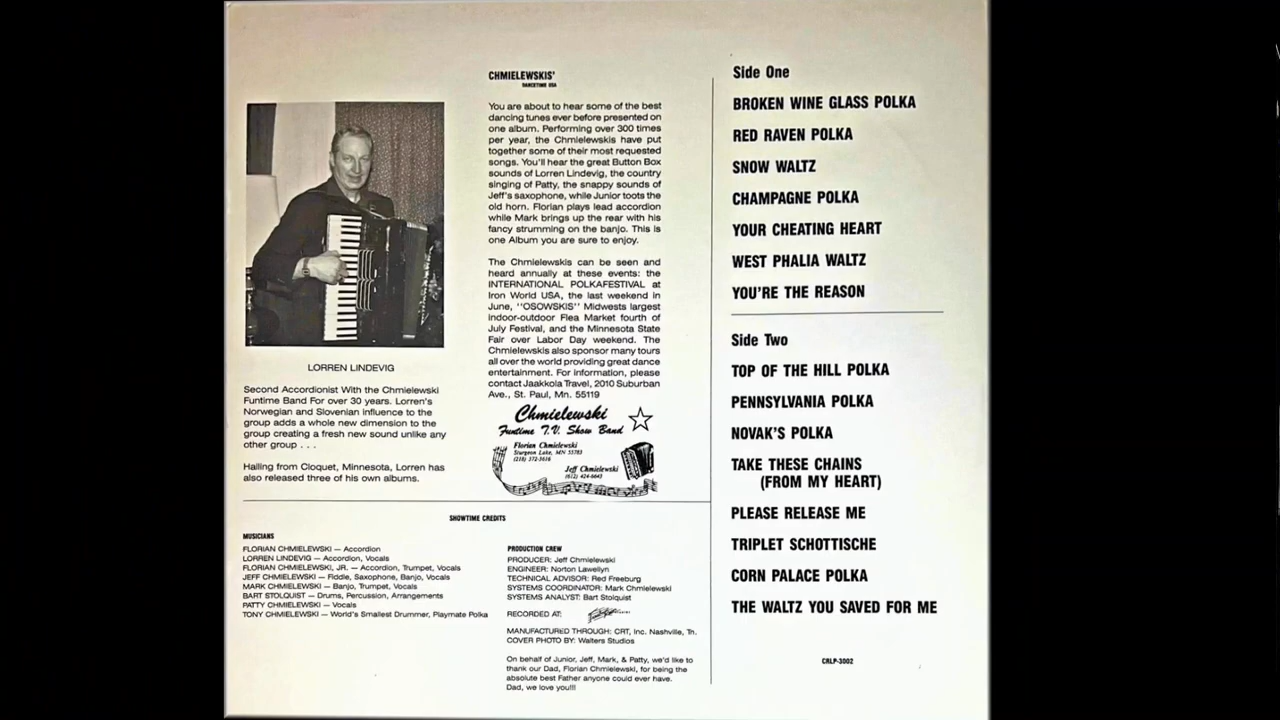 LORREN LINDEVIG
Second Accordionist With the Chmielewski
Funtime Band For over 30 years. Lorren's
Norwegian and Slovenian influence to the
group adds a whole new dimension to the
group creating a fresh new sound unlike any
other group . . .
Hailing from Cloquet, Minnesota, Lorren has
also released three of his own albums.
CHMIELEWSKIS'
DANCETIME USA
You are about to hear some of the best
dancing tunes ever before presented on
one album. Performing over 300 times
per year, the Chmielewskis have put
together some of their most requested
songs. You'll hear the great Button Box
sounds of Lorren Lindevig, the country
singing of Patty, the snappy sounds of
Jeff's saxophone, while Junior toots the
old horn. Florian plays lead accordion
while Mark brings up the rear with his
fancy strumming on the banjo. This is
one Album you are sure to enjoy.
The Chmielewskis can be seen and
heard annually at these events: the
INTERNATIONAL POLKAFESTIVAL at
Iron World USA, the last weekend in
June, "OSOWSKIS" Midwests largest
indoor-outdoor Flea Market fourth of
July Festival, and the Minnesota State
Fair over Labor Day weekend. The
Chmielewskis also sponsor many tours
all over the world providing great dance
entertainment. For information, please
contact Jaakkola Travel, 2010 Suburban
Ave., St. Paul, Mn. 55119
Chmielewski
Funtime T.V. Show Band
Florian Chmielewski
Sturgeon Lake, MN 55783
(218) 372-3616
Jeff Chmielewski
(612) 424-6643
SHOWTIME CREDITS
MUSICIANS
FLORIAN CHMIELEWSKI — Accordion
LORREN LINDEVIG — Accordion, Vocals
FLORIAN CHMIELEWSKI, JR. — Accordion, Trumpet, Vocals
JEFF CHMIELEWSKI — Fiddle, Saxophone, Banjo, Vocals
MARK CHMIELEWSKI — Banjo, Trumpet, Vocals
BART STOLQUIST — Drums, Percussion, Arrangements
PATTY CHMIELEWSKI — Vocals
TONY CHMIELEWSKI — World's Smallest Drummer, Playmate Polka
PRODUCTION CREW
PRODUCER: Jeff Chmielewski
ENGINEER: Norton Lawellyn
TECHNICAL ADVISOR: Red Freeburg
SYSTEMS COORDINATOR: Mark Chmielewski
SYSTEMS ANALYST: Bart Stolquist
RECORDED AT:
MANUFACTURED THROUGH: CRT, Inc. Nashville, Tn.
COVER PHOTO BY: Walters Studios
On behalf of Junior, Jeff, Mark, & Patty, we'd like to
thank our Dad, Florian Chmielewski, for being the
absolute best Father anyone could ever have.
Dad, we love you!!!
Side One
BROKEN WINE GLASS POLKA
RED RAVEN POLKA
SNOW WALTZ
CHAMPAGNE POLKA
YOUR CHEATING HEART
WEST PHALIA WALTZ
YOU'RE THE REASON
Side Two
TOP OF THE HILL POLKA
PENNSYLVANIA POLKA
NOVAK'S POLKA
TAKE THESE CHAINS
(FROM MY HEART)
PLEASE RELEASE ME
TRIPLET SCHOTTISCHE
CORN PALACE POLKA
THE WALTZ YOU SAVED FOR ME
CRLP-3002